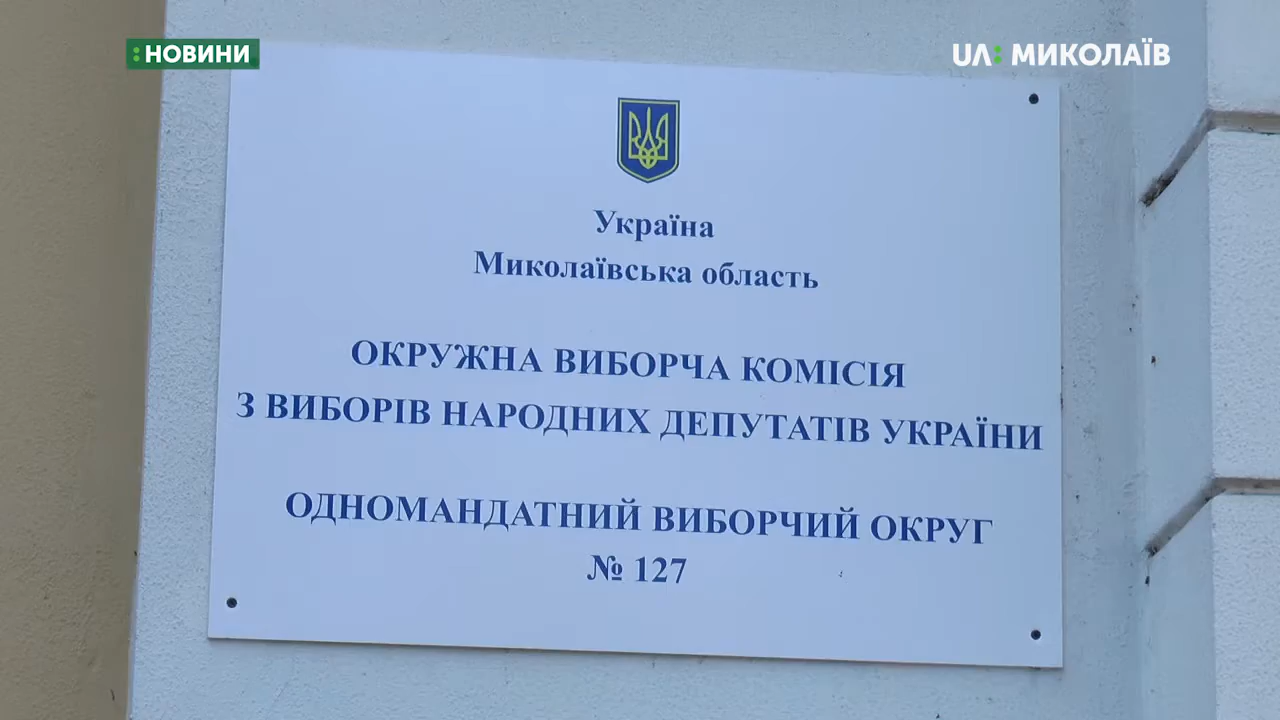 :НОВИНИ
UA: МИКОЛАЇВ
Україна
Миколаївська область
ОКРУЖНА ВИБОРЧА КОМІСІЯ
З ВИБОРІВ НАРОДНИХ ДЕПУТАТІВ УКРАЇНИ
ОДНОМАНДАТНИЙ ВИБОРЧИЙ ОКРУГ
№ 127